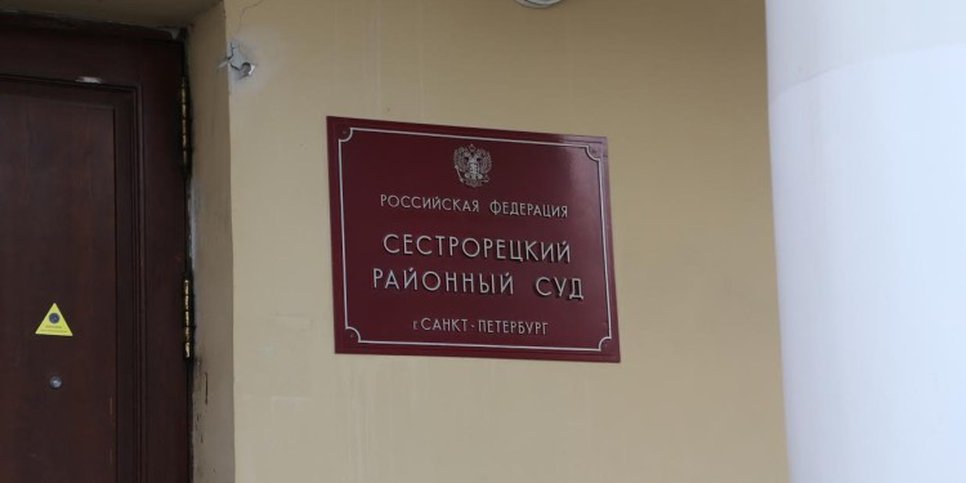 РОССИЙСКАЯ ФЕДЕРАЦИЯ
СЕСТРОРЕЦКИЙ
РАЙОННЫЙ СУД
г. САНКТ-ПЕТЕРБУРГ